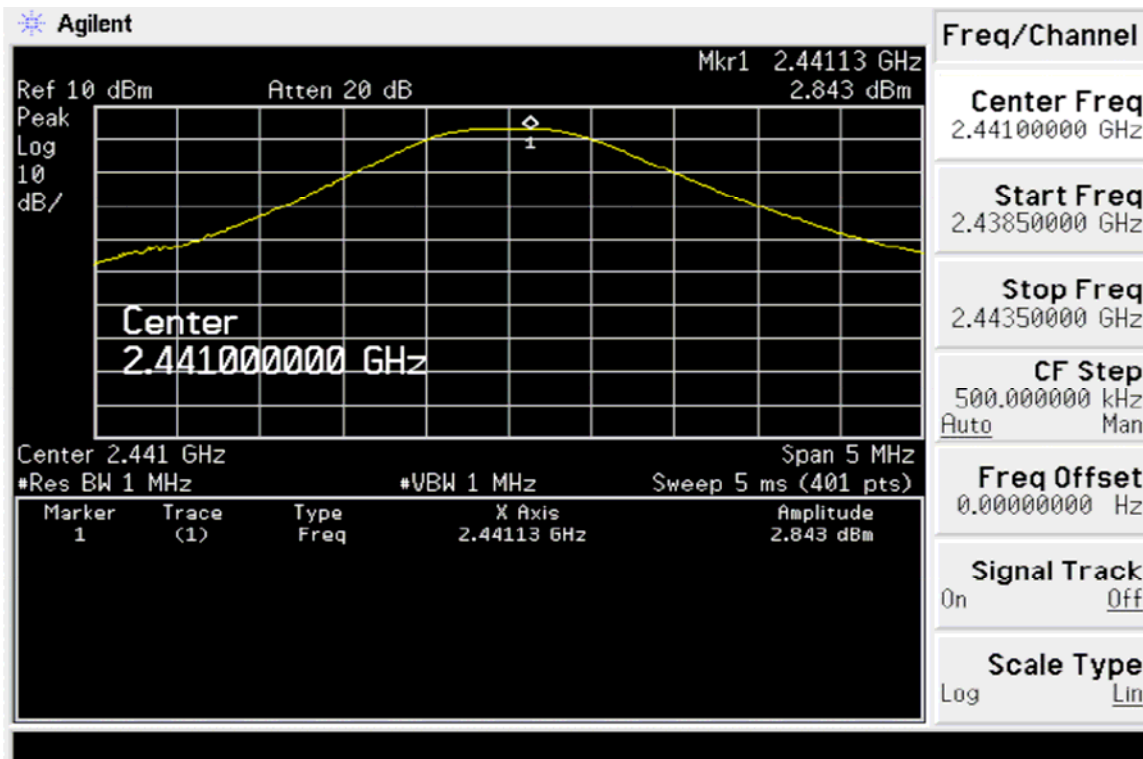 Agilent
Mkr1 2.44113 GHz
Ref 10 dBm Atten 20 dB 2.843 dBm
Peak
Log
10
dB/
1
Center
2.441000000 GHz
Center 2.441 GHz Span 5 MHz
#Res BW 1 MHz #VBW 1 MHz Sweep 5 ms (401 pts)
Marker Trace Type X Axis Amplitude
1 (1) Freq 2.44113 GHz 2.843 dBm
Freq/Channel
Center Freq
2.44100000 GHz
Start Freq
2.43850000 GHz
Stop Freq
2.44350000 GHz
CF Step
500.000000 kHz
Auto Man
Freq Offset
0.00000000 Hz
Signal Track
On Off
Scale Type
Log Lin